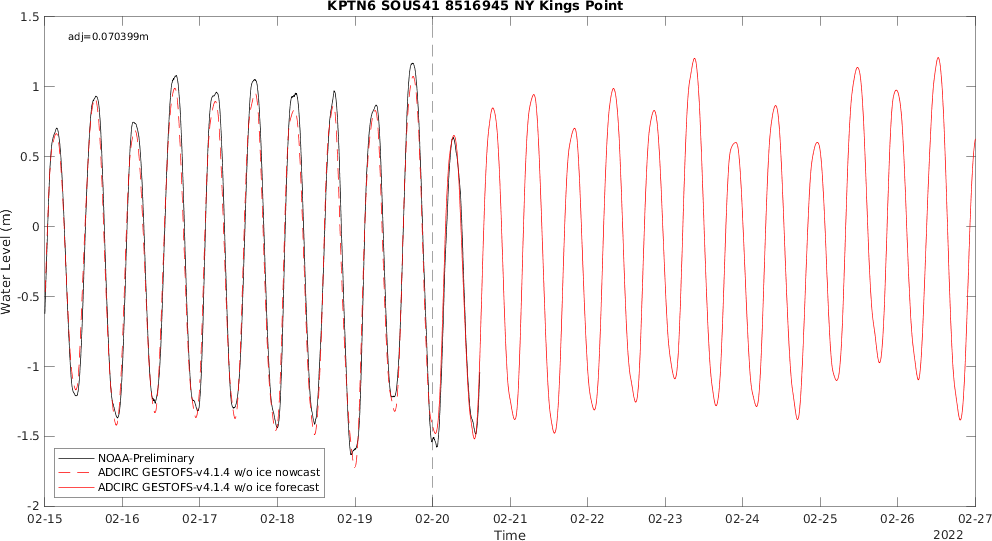 KPTN6 SOUS41 8516945 NY Kings Point
adj=0.070399m
1.5
1
0.5
0
-0.5
-1
-1.5
-2
Water Level (m)
NOAA-Preliminary
ADCIRC GESTOFS-v4.1.4 w/o ice nowcast
ADCIRC GESTOFS-v4.1.4 w/o ice forecast
02-15 02-16 02-17 02-18 02-19 02-20 02-21 02-22 02-23 02-24 02-25 02-26 02-27
Time
2022